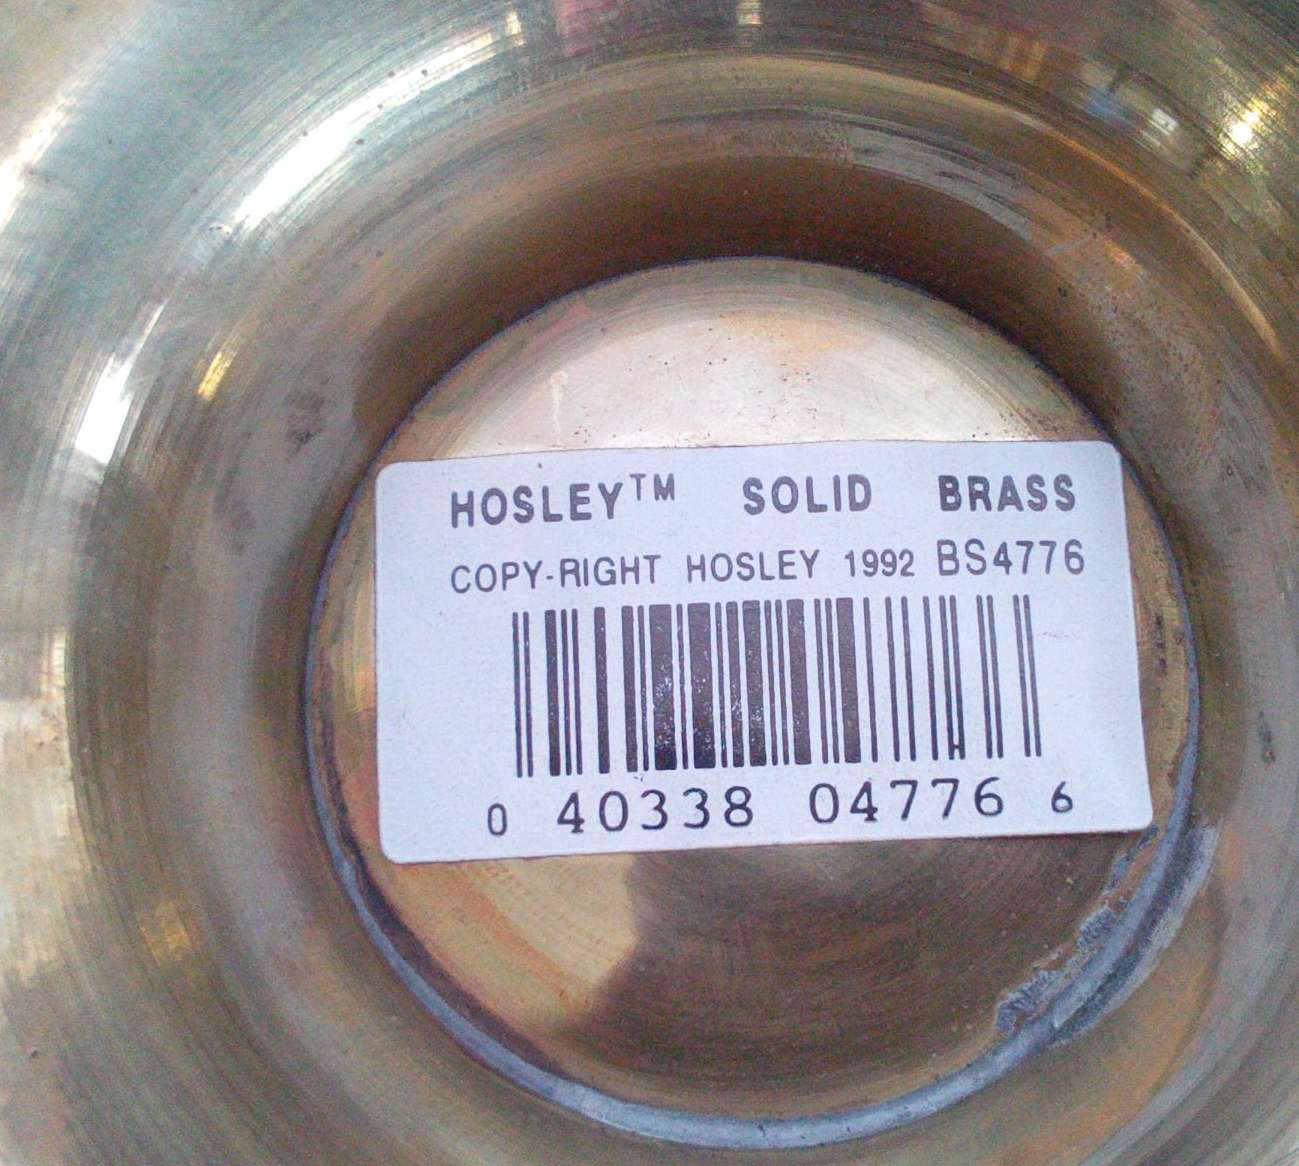 HOSLEY™ SOLID BRASS
COPY-RIGHT HOSLEY 1992 BS4776
0 40338 04776 6